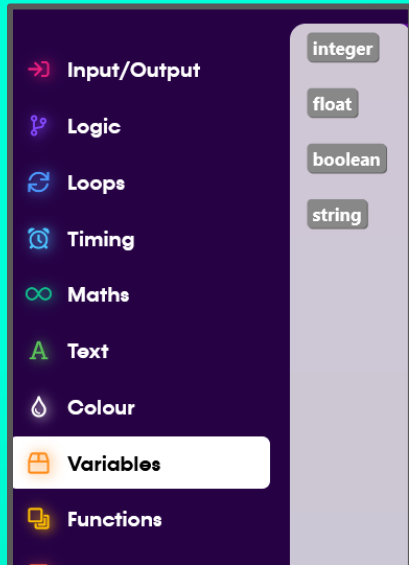 Input/Output
Logic
Loops
Timing
Maths
Text
Colour
Variables
Functions
integer
float
boolean
string